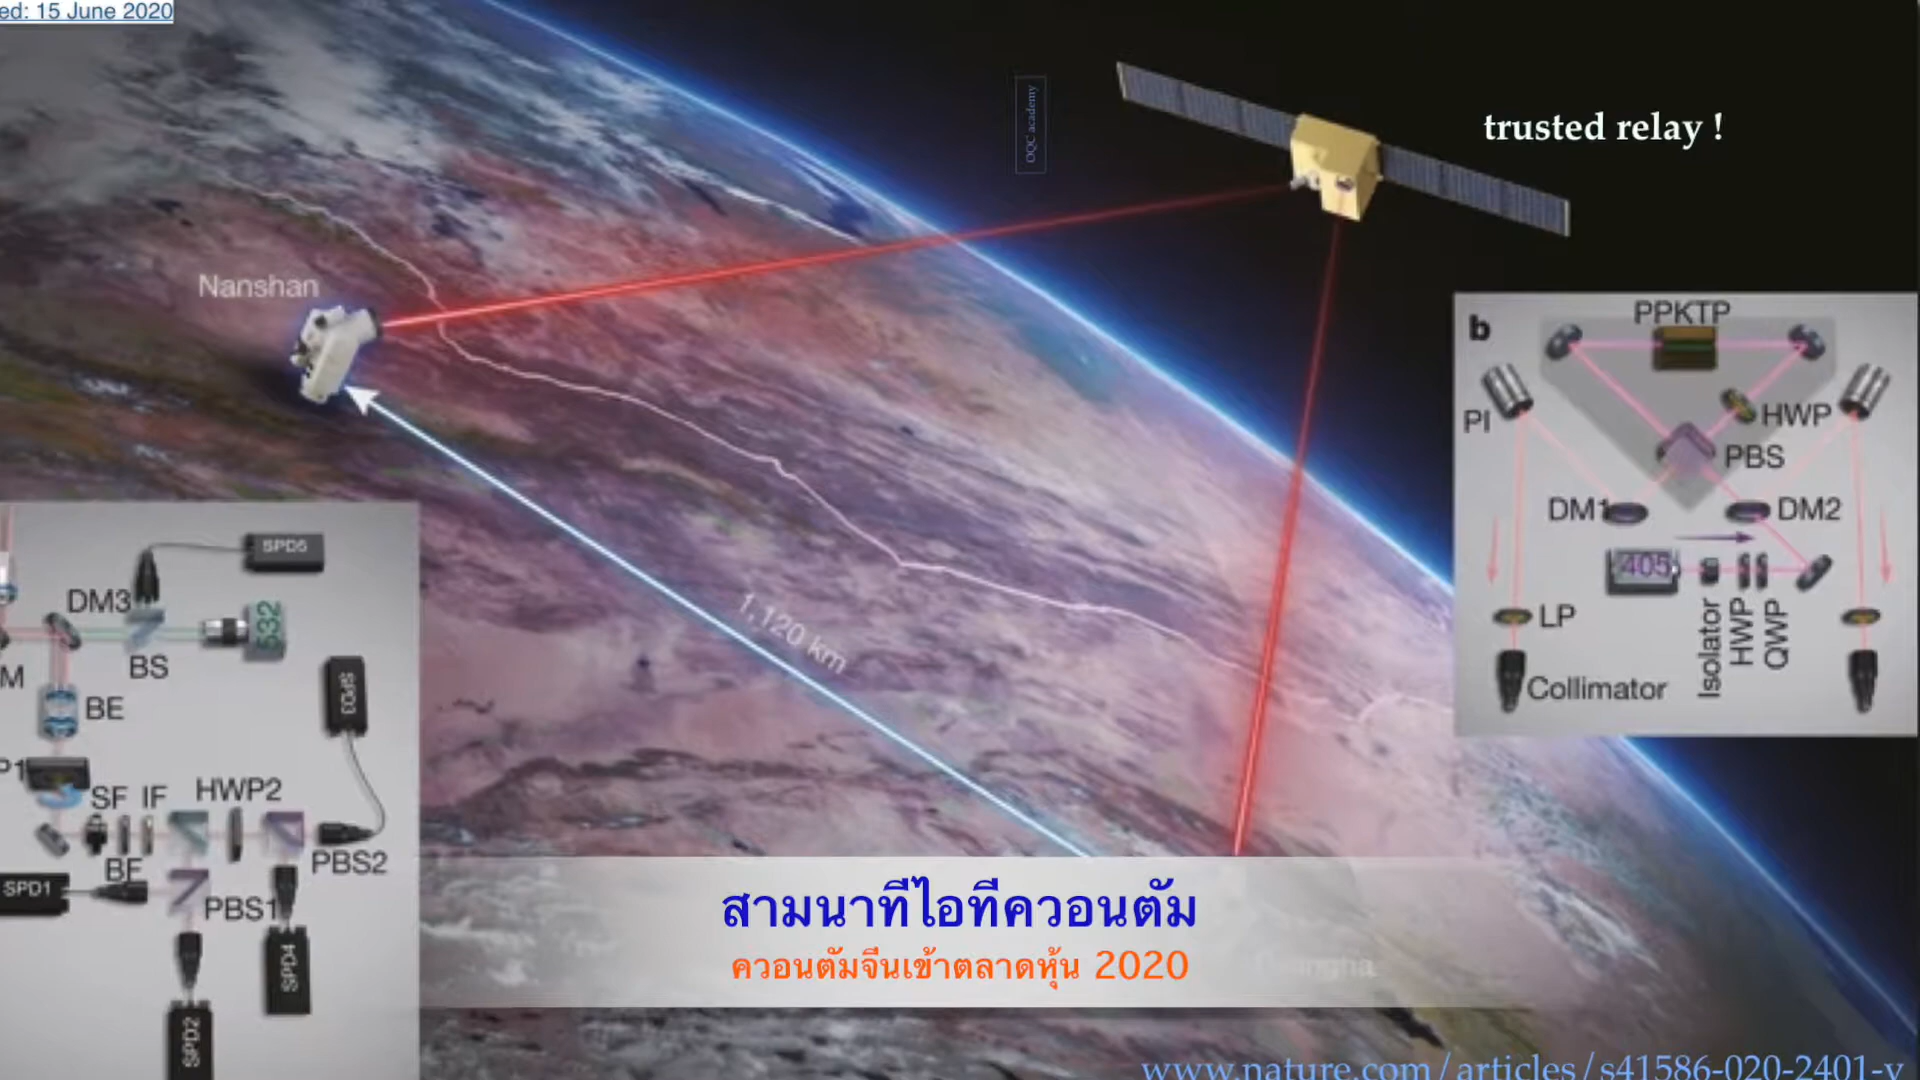 ed: 15 June 2020
OQC academy
trusted relay !
Nanshan
1,120 km
b
PPKTP
PI
HWP
PBS
DM1
DM2
405
LP
Isolator
HWP
QWP
Collimator
SPD5
DM3
532
BS
M
BE
SPD3
P1
SF IF HWP2
BF
PBS2
SPD1
PBS1
SPD4
SPD2
สามนาทีไอทีควอนตัม
ควอนตัมจีนเข้าตลาดหุ้น 2020
www.nature.com/articles/s41586-020-2401-y